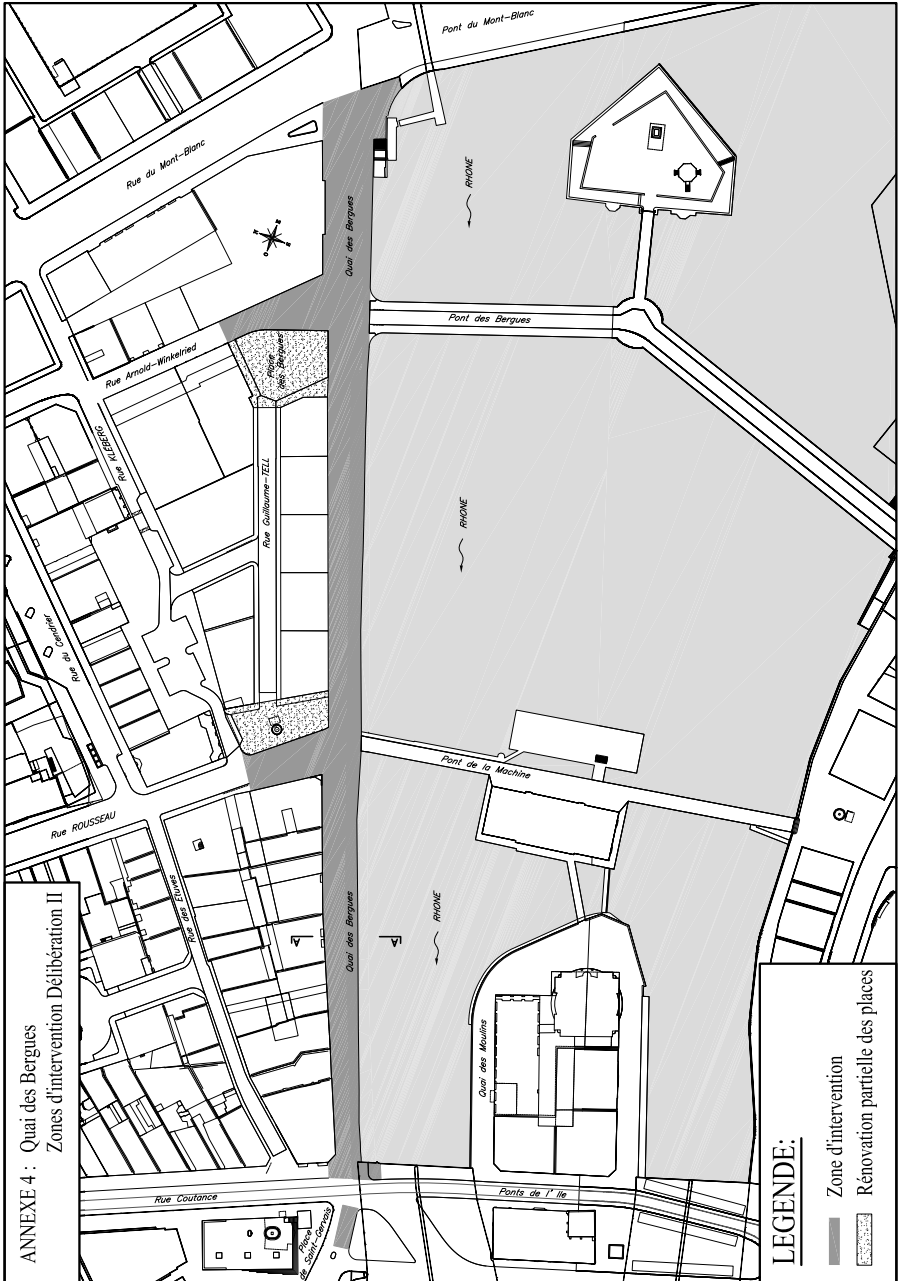 ANNEXE 4 : Quai des Bergues
Zones d'intervention Délibération II
Pont du Mont-Blanc
Rue du Mont-Blanc
RHONE
Quai des Bergues
N
E
S
O
Pont des Bergues
Rue Arnold-Winkelried
Place
des Bergues
Rue KLÉBERG
Rue Guillaume-TELL
RHONE
Rue du Cendrier
Pont de la Machine
Rue ROUSSEAU
Rue des Etuves
Quai des Bergues
A
A
RHONE
Quai des Moulins
Rue Coutance
Ponts de l' Ile
Place
de Saint-Gervais
LEGENDE:
Zone d'intervention
Rénovation partielle des places